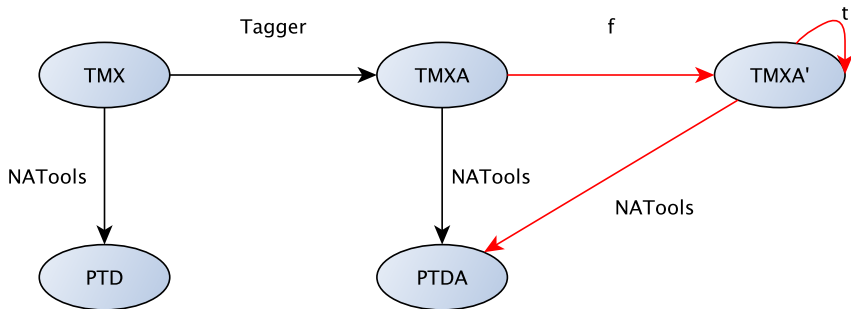 t
Tagger
f
TMX
TMXA
TMXA'
NATools
NATools
NATools
PTD
PTDA